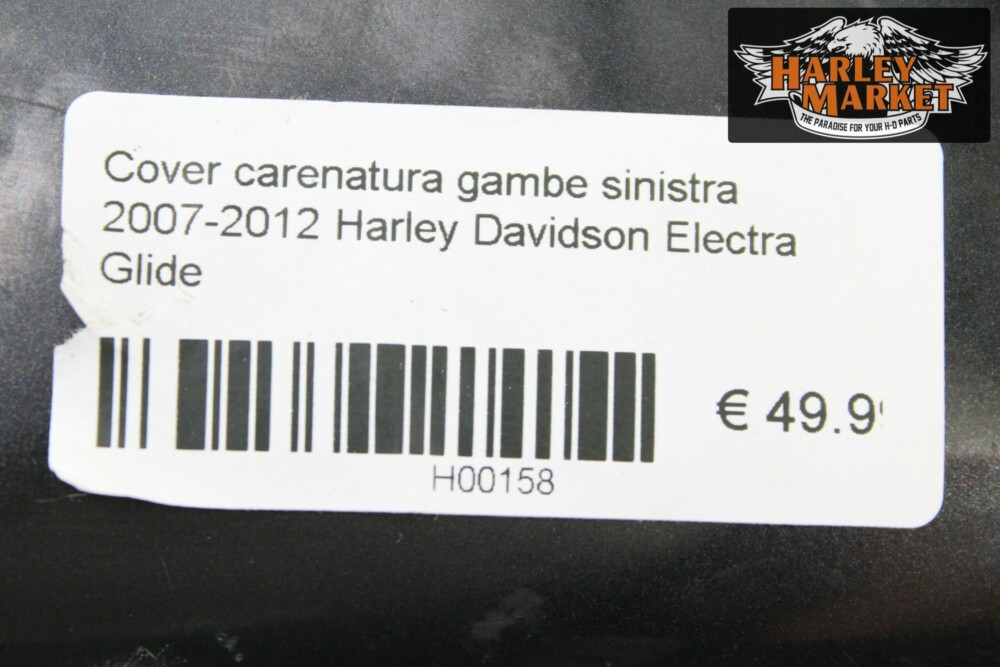 HARLEY
MARKET
THE PARADISE FOR YOUR H-D PARTS
Cover carenatura gambe sinistra
2007-2012 Harley Davidson Electra
Glide
€ 49.9
H00158